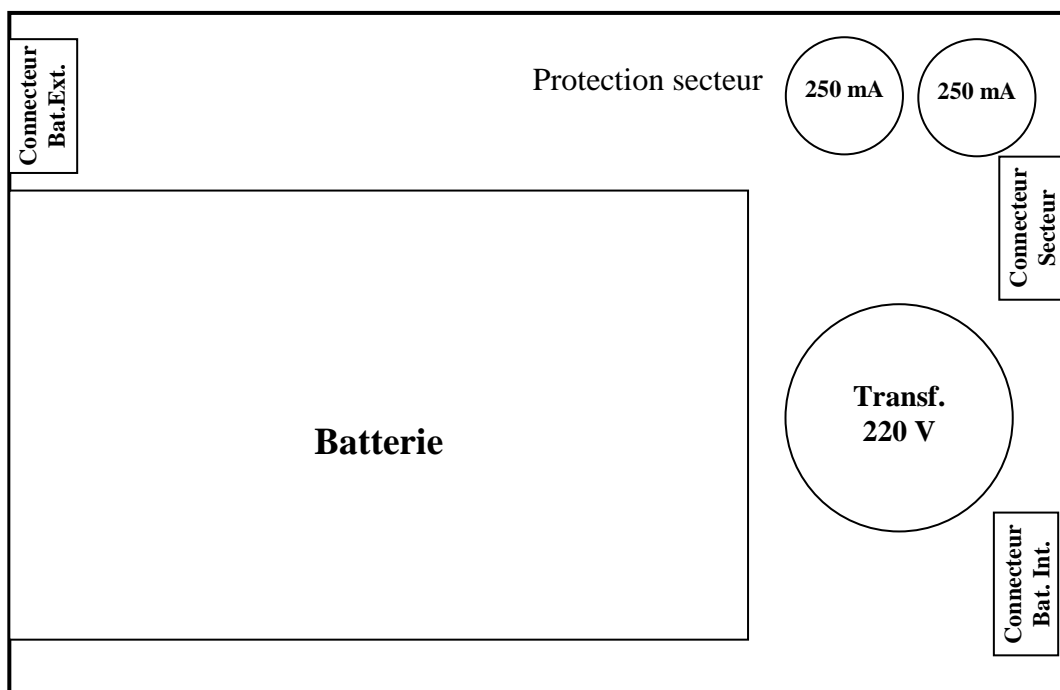 Connecteur
Bat.Ext.
Protection secteur
250 mA
250 mA
Connecteur
Secteur
Transf.
220 V
Batterie
Connecteur
Bat. Int.